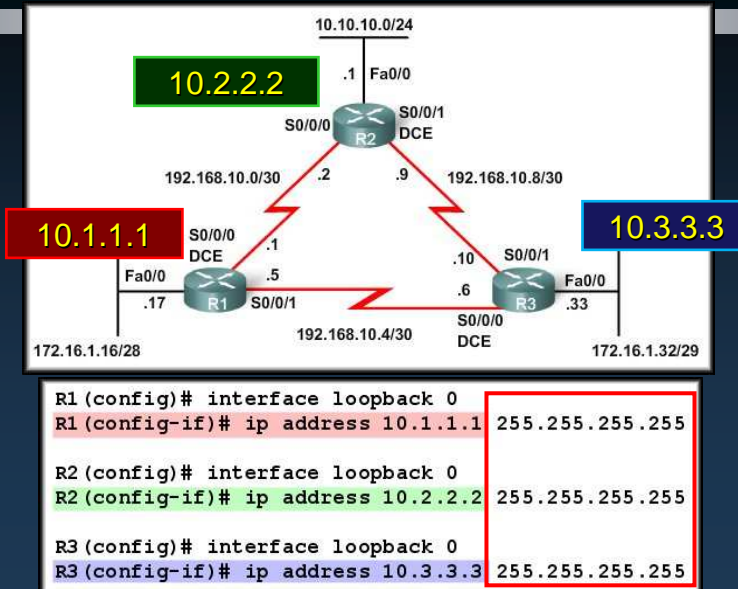 10.10.10.0/24
10.2.2.2
.1 Fa0/0
S0/0/0
S0/0/1
DCE
R2
192.168.10.0/30
.2
.9
192.168.10.8/30
10.1.1.1
10.3.3.3
S0/0/0
DCE
.1
.10
S0/0/1
Fa0/0
.5
.6
Fa0/0
.17
R1
S0/0/1
R3
.33
192.168.10.4/30
S0/0/0
DCE
172.16.1.16/28
172.16.1.32/29
R1(config)# interface loopback 0
R1(config-if)# ip address 10.1.1.1 255.255.255.255
R2(config)# interface loopback 0
R2(config-if)# ip address 10.2.2.2 255.255.255.255
R3(config)# interface loopback 0
R3(config-if)# ip address 10.3.3.3 255.255.255.255